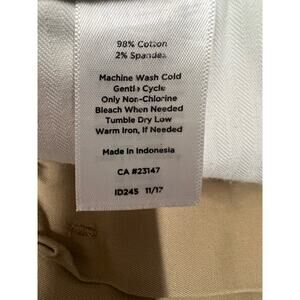 98% Cotton
2% Spandex
Machine Wash Cold
Gentle Cycle
Only Non-Chlorine
Bleach When Needed
Tumble Dry Low
Warm Iron, If Needed
Made in Indonesia
CA #23147
ID245 11/17